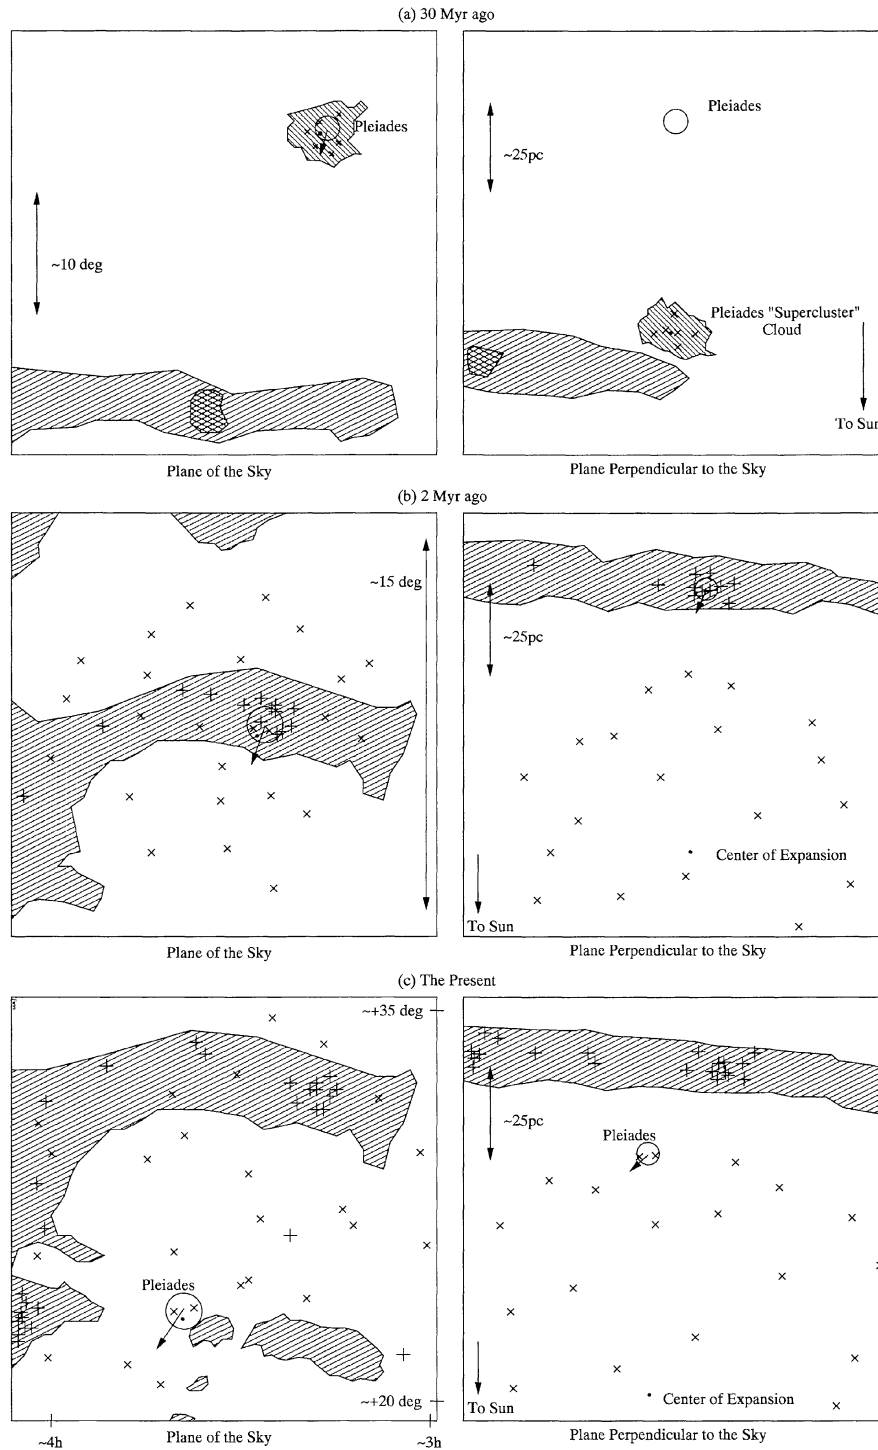 (a) 30 Myr ago
Pleiades
~10 deg
Plane of the Sky
Pleiades
~25pc
Pleiades "Supercluster"
Cloud
To Sun
Plane Perpendicular to the Sky
(b) 2 Myr ago
~15 deg
Plane of the Sky
~25pc
Center of Expansion
To Sun
Plane Perpendicular to the Sky
(c) The Present
~+35 deg
Pleiades
~+20 deg
~4h
Plane of the Sky
~3h
~25pc
Pleiades
Center of Expansion
To Sun
Plane Perpendicular to the Sky